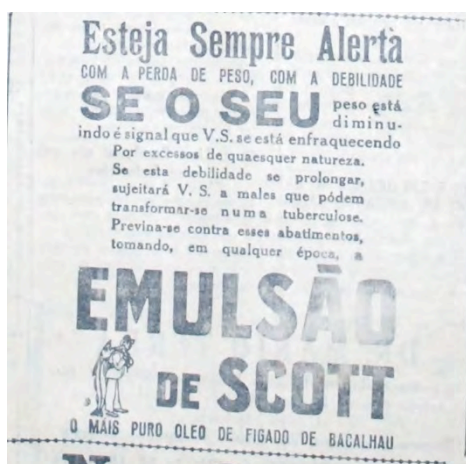 Esteja Sempre Alerta
COM A PERDA DE PESO, COM A DEBILIDADE
SE O SEU peso está
diminu-
indo é signal que V.S. se está enfraquecendo
Por excessos de quaesquer natureza.
Se esta debilidade se prolongar,
sujeitará V. S. a males que pódem
transformar-se numa tuberculose.
Previna-se contra esses abatimentos,
tomando, em qualquer época, a
EMULSÃO
DE SCOTT
O MAIS PURO OLEO DE FIGADO DE BACALHAU